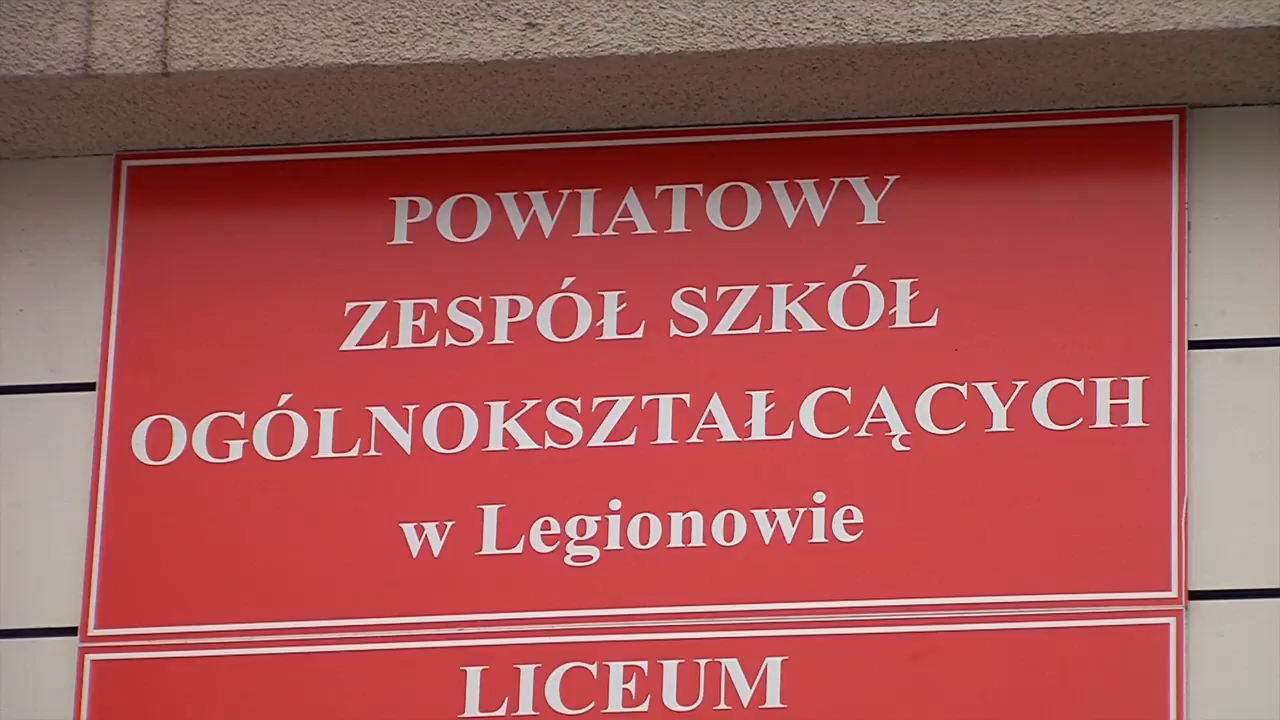 POWIATOWY
ZESPÓŁ SZKÓŁ
OGÓLNOKSZTAŁCĄCYCH
w Legionowie
LICEUM